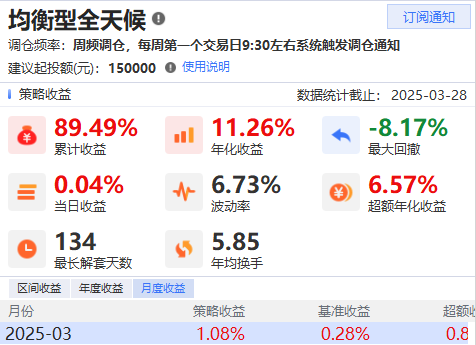 均衡型全天候
订阅通知
调仓频率：周频调仓，每周第一个交易日9:30左右系统触发调仓通知
建议起投额(元)：150000 使用说明
策略收益 数据统计截止：2025-03-28
89.49% 11.26% -8.17%
累计收益 年化收益 最大回撤
0.04% 6.73% 6.57%
当日收益 波动率 超额年化收益
134 5.85
最长解套天数 年均换手
区间收益 年度收益 月度收益
月份 策略收益 基准收益 超额
2025-03 1.08% 0.28% 0.8